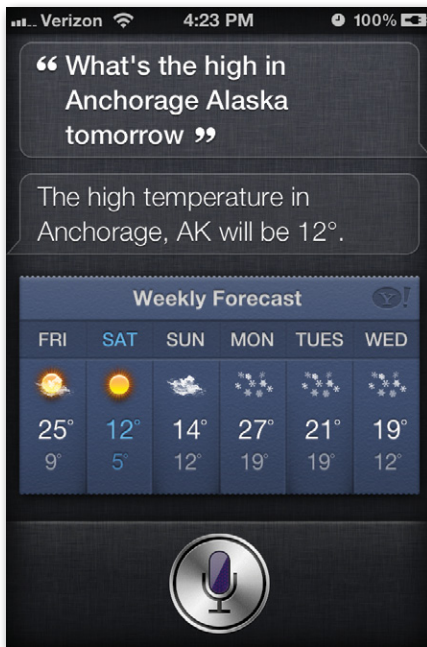 Verizon 4:23 PM 100%
“ What's the high in
Anchorage Alaska
tomorrow ”
The high temperature in
Anchorage, AK will be 12°.
Weekly Forecast Y!
FRI SAT SUN MON TUES WED
25° 12° 14° 27° 21° 19°
9° 5° 12° 19° 19° 12°